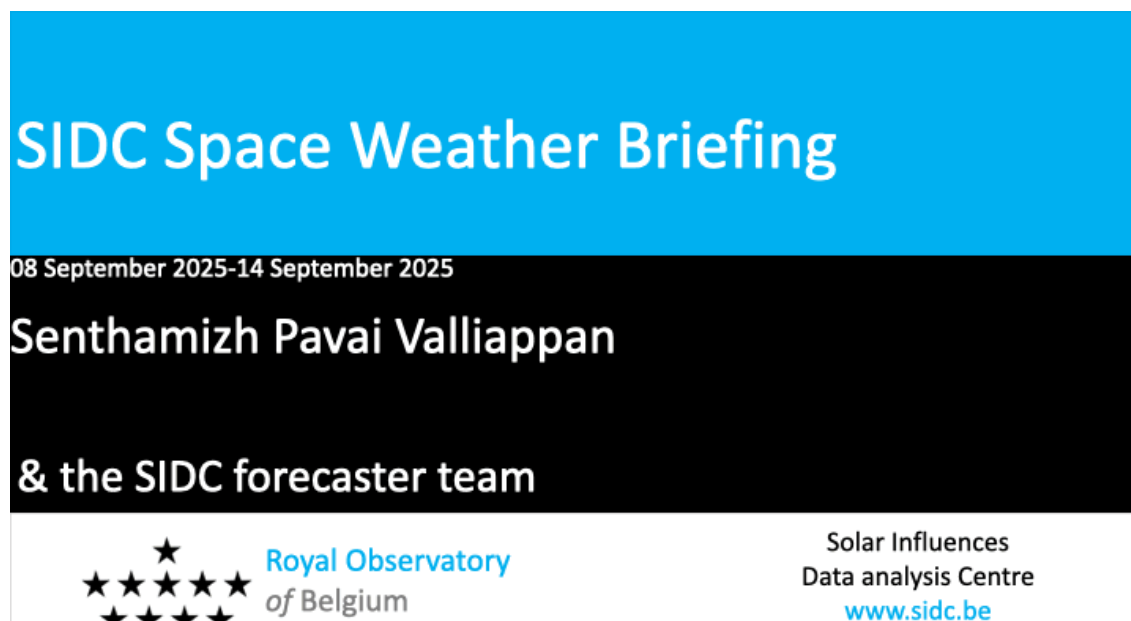 SIDC Space Weather Briefing
08 September 2025-14 September 2025
Senthamizh Pavai Valliappan
& the SIDC forecaster team
Royal Observatory
of Belgium
Solar Influences
Data analysis Centre
www.sidc.be